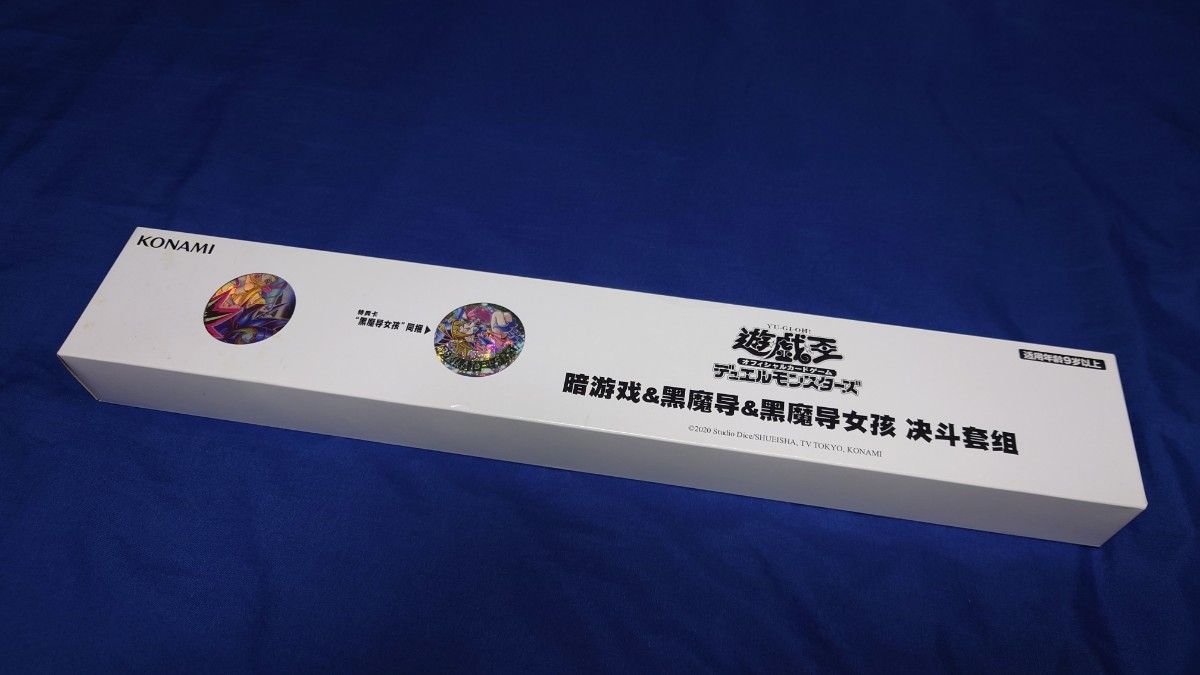 KONAMI
特典卡
"黑魔导女孩"同捆▶
YU-GI-OH!
遊戯王
オフィシャルカードゲーム
デュエルモンスターズ
适用年龄9岁以上
暗游戏&黑魔导&黑魔导女孩 决斗套组
©2020 Studio Dice/SHUEISHA, TV TOKYO, KONAMI